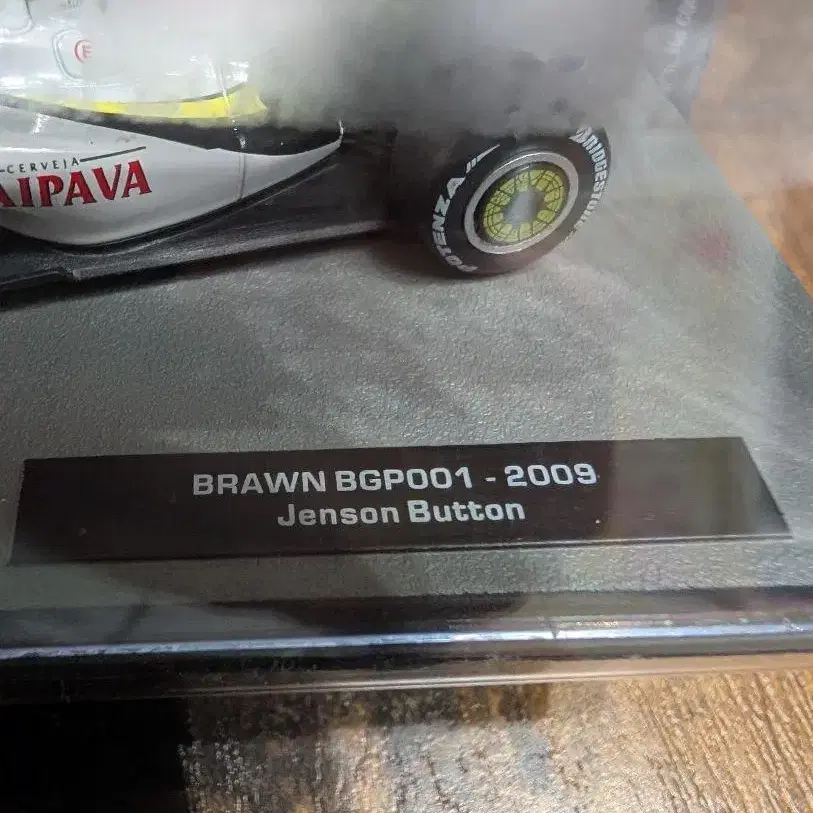 CERVEJA
AIPAVA
POTENZA
BRIDGESTONE
BRAWN BGP001 - 2009
Jenson Button